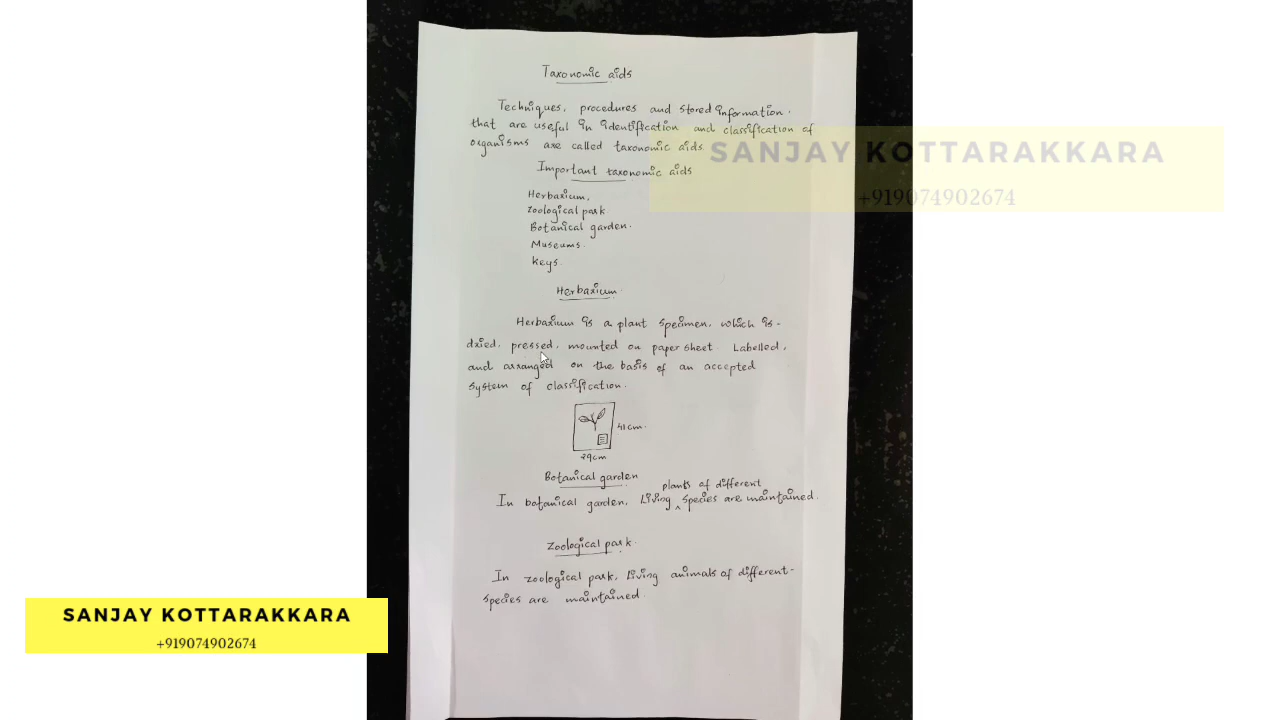 Taxonomic aids
Techniques, procedures and stored information.
that are useful in identification and classification of
organisms are called taxonomic aids.
SANJAY KOTTARAKKARA
+919074902674
Important taxonomic aids
Herbarium,
Zoological park
Botanical garden.
Museums.
keys.
Herbarium.
Herbarium is a plant specimen, which is-
dried, pressed, mounted on paper sheet. Labelled,
and arranged on the basis of an accepted
system of classification.
41cm.
29cm
Botanical garden
plants of different
In botanical garden, living ^ species are maintained.
Zoological park.
In zoological park, living animals of different-
species are maintained.
SANJAY KOTTARAKKARA
+919074902674